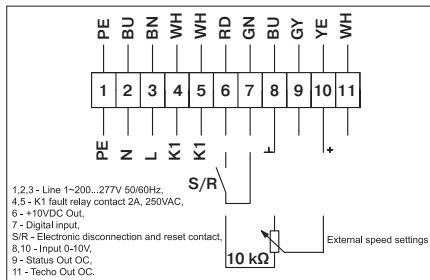 PE BU BN WH WH RD GN BU GY YE WH
1 2 3 4 5 6 7 8 9 10 11
PE N L K1 K1 ⊥ +
S/R
1,2,3 - Line 1~200...277V 50/60Hz,
4,5 - K1 fault relay contact 2A, 250VAC,
6 - +10VDC Out,
7 - Digital input,
S/R - Electronic disconnection and reset contact,
8,10 - Input 0-10V,
9 - Status Out OC,
11 - Techo Out OC.
10 kΩ
External speed settings